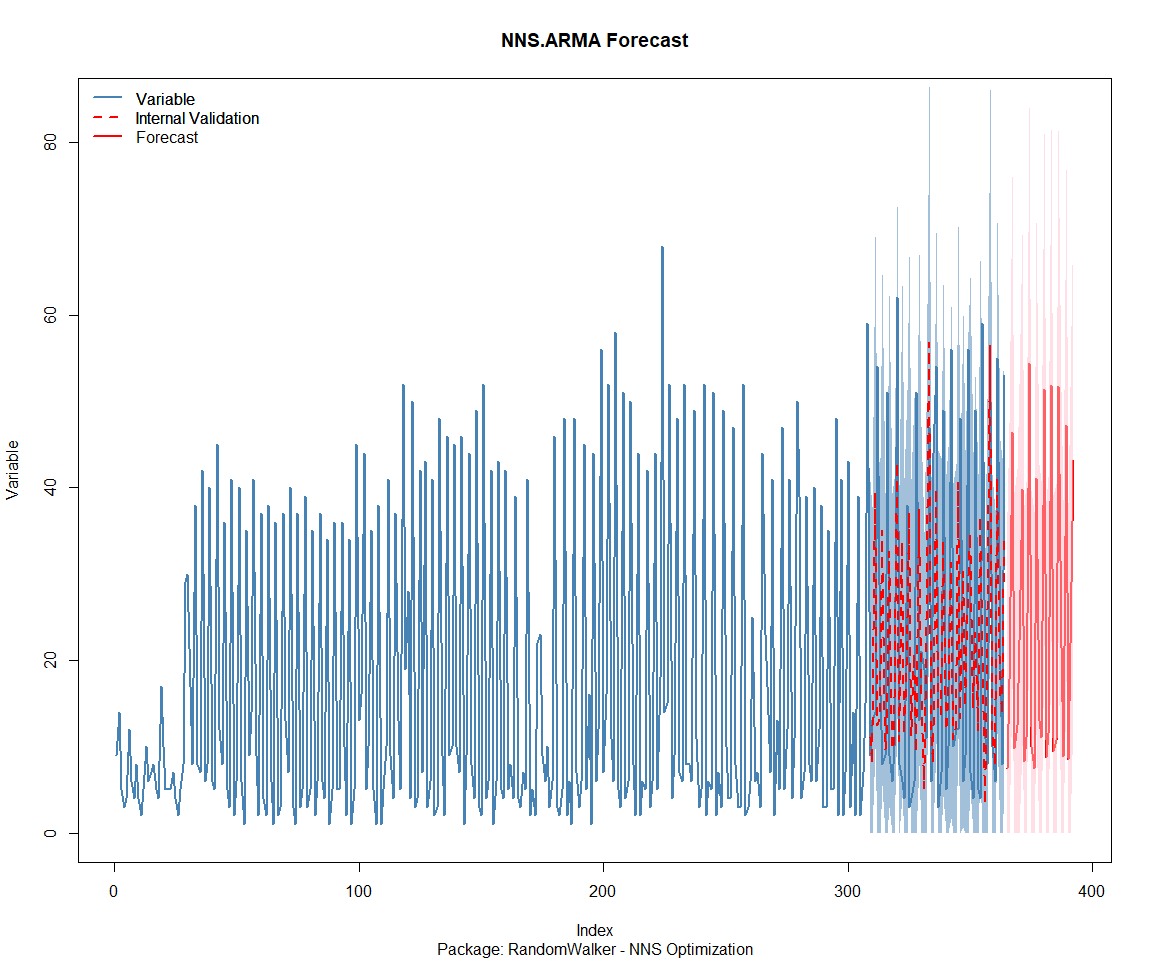 NNS.ARMA Forecast
Variable
Internal Validation
Forecast
80
60
40
20
0
Variable
0
100
200
300
400
Index
Package: RandomWalker - NNS Optimization